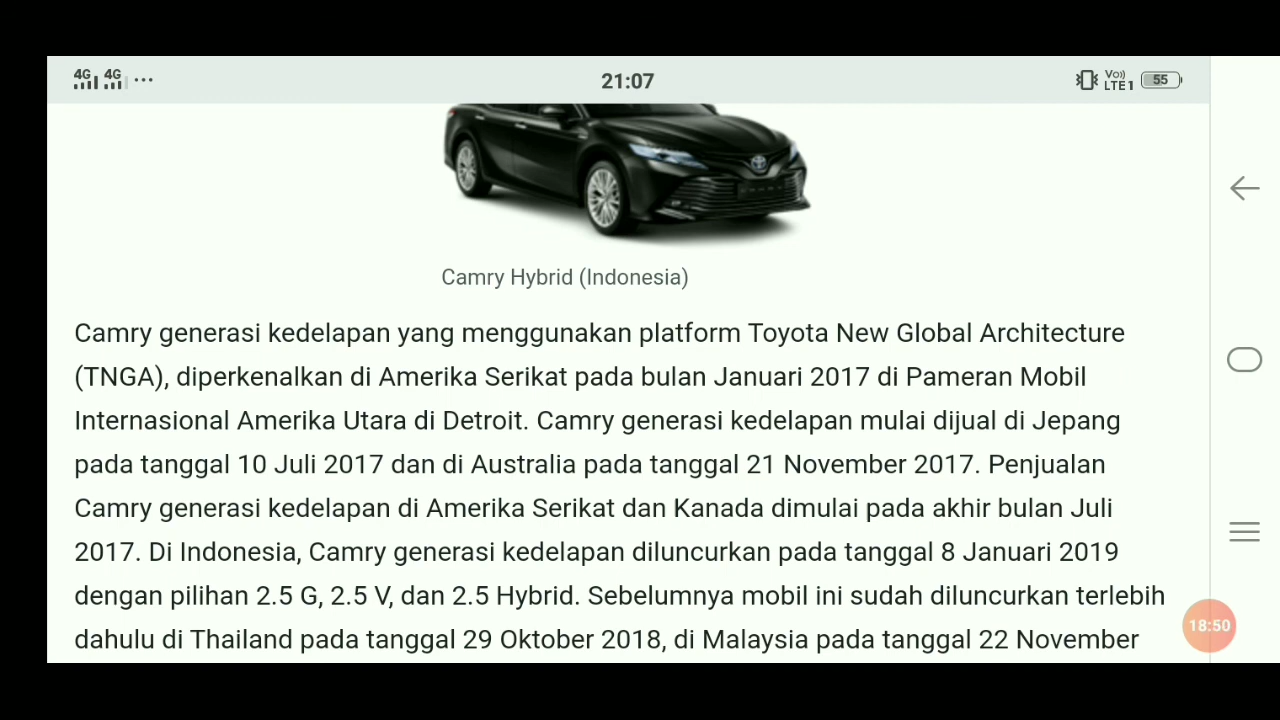 4G 4G ... 21:07 Vo)) LTE 1 55
Camry Hybrid (Indonesia)
Camry generasi kedelapan yang menggunakan platform Toyota New Global Architecture
(TNGA), diperkenalkan di Amerika Serikat pada bulan Januari 2017 di Pameran Mobil
Internasional Amerika Utara di Detroit. Camry generasi kedelapan mulai dijual di Jepang
pada tanggal 10 Juli 2017 dan di Australia pada tanggal 21 November 2017. Penjualan
Camry generasi kedelapan di Amerika Serikat dan Kanada dimulai pada akhir bulan Juli
2017. Di Indonesia, Camry generasi kedelapan diluncurkan pada tanggal 8 Januari 2019
dengan pilihan 2.5 G, 2.5 V, dan 2.5 Hybrid. Sebelumnya mobil ini sudah diluncurkan terlebih
18:50
dahulu di Thailand pada tanggal 29 Oktober 2018, di Malaysia pada tanggal 22 November